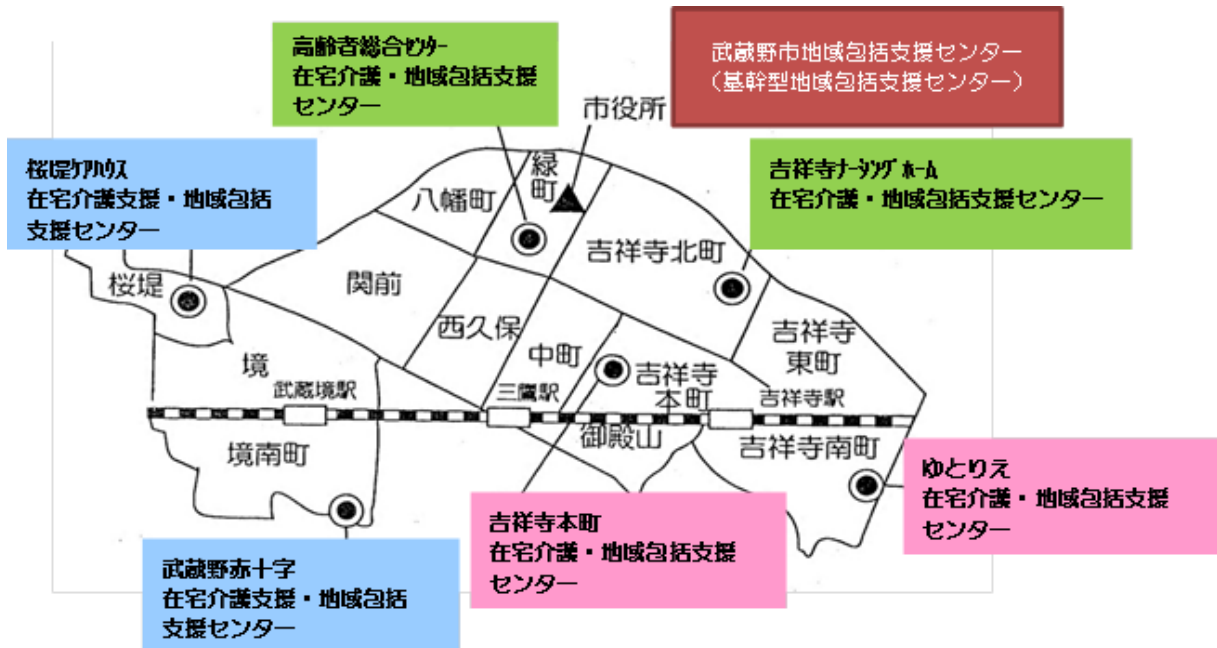 高齢者総合ｾﾝﾀｰ
在宅介護・地域包括支援
センター
武蔵野市地域包括支援センター
（基幹型地域包括支援センター）
市役所
桜堤ｹｱﾊｳｽ
在宅介護支援・地域包括
支援センター
吉祥寺ﾅｰｼﾝｸﾞﾎｰﾑ
在宅介護・地域包括支援センター
緑町
八幡町
吉祥寺北町
桜堤
関前
西久保
中町
吉祥寺
東町
境
吉祥寺
本町
武蔵境駅
三鷹駅
吉祥寺駅
境南町
御殿山
吉祥寺南町
ゆとりえ
在宅介護・地域包括支援
センター
吉祥寺本町
在宅介護・地域包括支援
センター
武蔵野赤十字
在宅介護支援・地域包括
支援センター